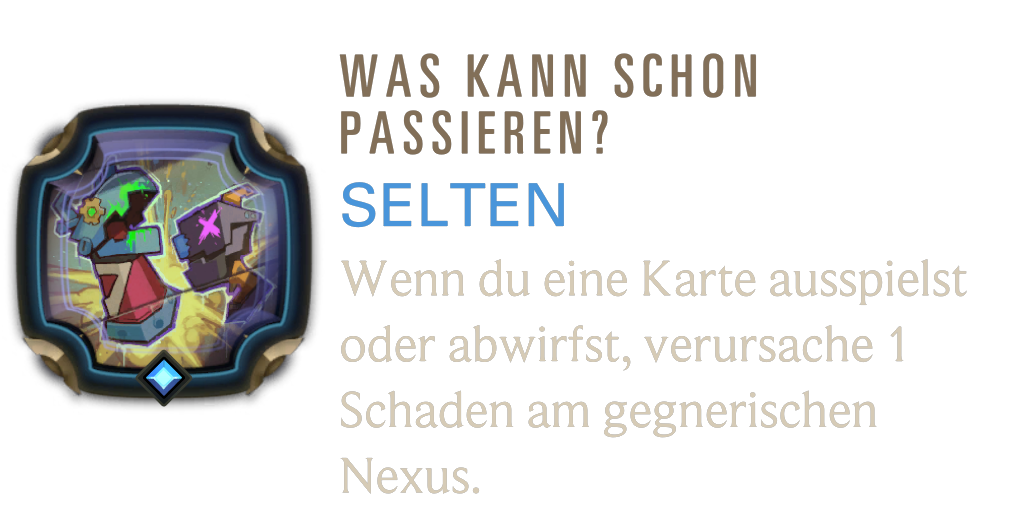 WAS KANN SCHON
PASSIEREN?
SELTEN
Wenn du eine Karte ausspielst
oder abwirfst, verursache 1
Schaden am gegnerischen
Nexus.